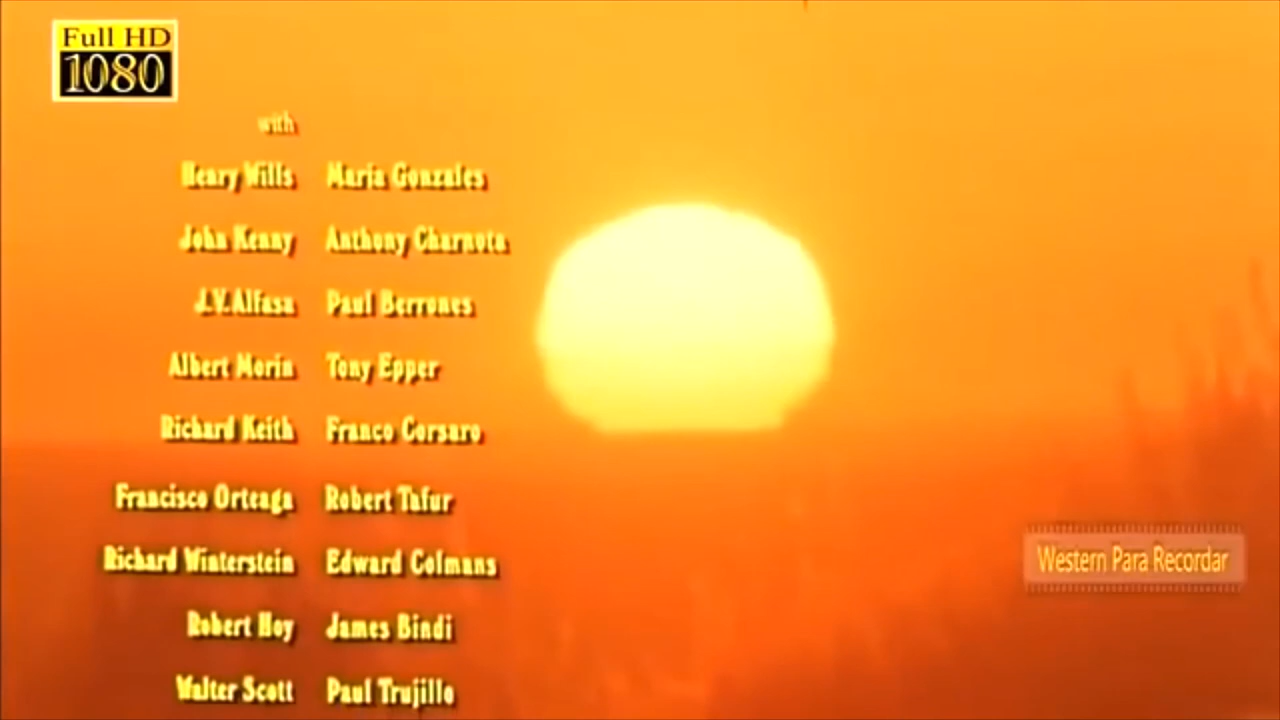 Full HD
1080
with
Henry Wills Maria Gonzales
John Kenny Anthony Charnota
J.V.Alfasa Paul Berrones
Albert Morin Tony Epper
Richard Keith Franco Corsaro
Francisco Orteaga Robert Tafur
Richard Winterstein Edward Colmans
Robert Hoy James Bindi
Walter Scott Paul Trujillo
Western Para Recordar